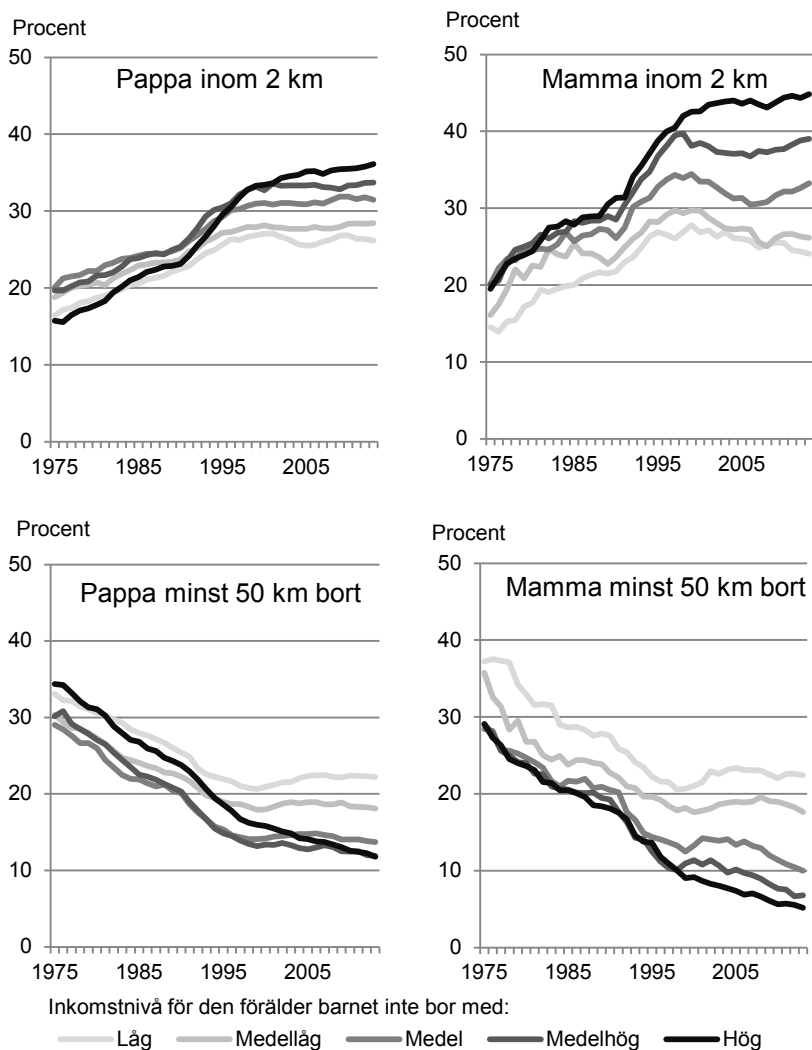 Procent
50
40
30
20
10
0
Pappa inom 2 km
1975 1985 1995 2005
Procent
50
40
30
20
10
0
Mamma inom 2 km
1975 1985 1995 2005
Procent
50
40
30
20
10
0
Pappa minst 50 km bort
1975 1985 1995 2005
Procent
50
40
30
20
10
0
Mamma minst 50 km bort
1975 1985 1995 2005
Inkomstnivå för den förälder barnet inte bor med:
Låg Medellåg Medel Medelhög Hög